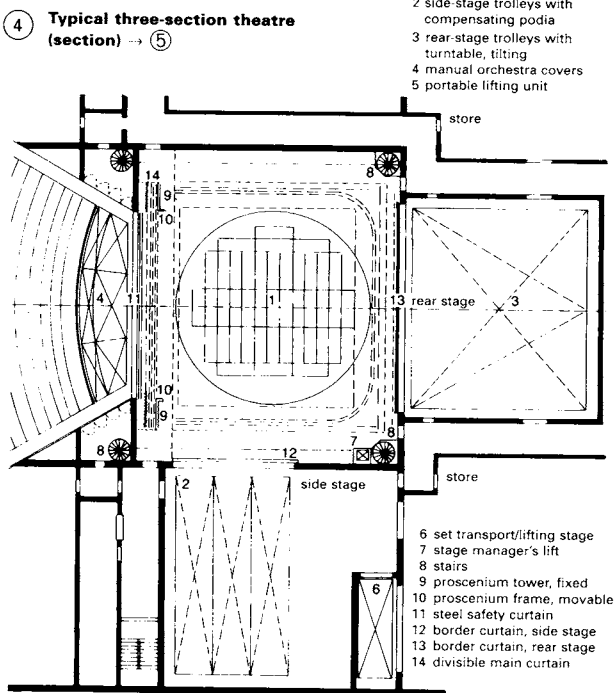 4 Typical three-section theatre
(section) → 5
2 side-stage trolleys with
compensating podia
3 rear-stage trolleys with
turntable, tilting
4 manual orchestra covers
5 portable lifting unit
store
8
8
14
9
10
4
11
1
13 rear stage
3
10
9
8
8
7
12
2
side stage
store
6
6 set transport/lifting stage
7 stage manager's lift
8 stairs
9 proscenium tower, fixed
10 proscenium frame, movable
11 steel safety curtain
12 border curtain, side stage
13 border curtain, rear stage
14 divisible main curtain